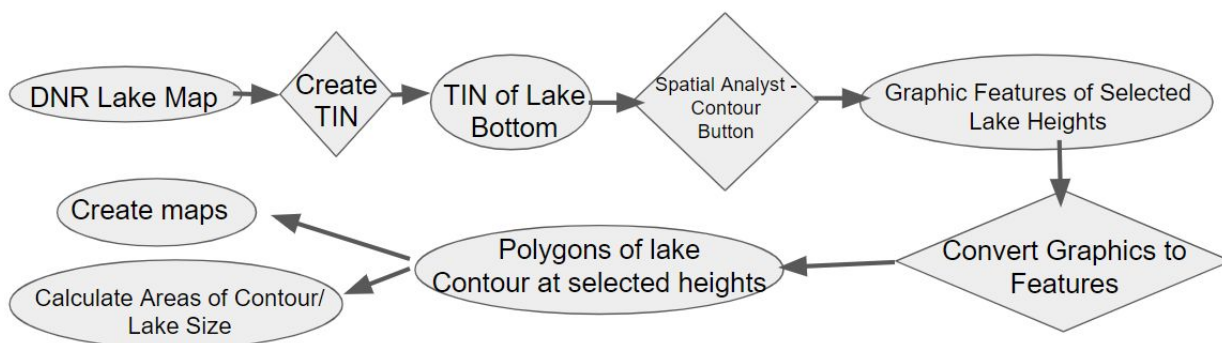 DNR Lake Map
Create
TIN
TIN of Lake
Bottom
Spatial Analyst -
Contour
Button
Graphic Features of Selected
Lake Heights
Convert Graphics to
Features
Polygons of lake
Contour at selected heights
Create maps
Calculate Areas of Contour/
Lake Size